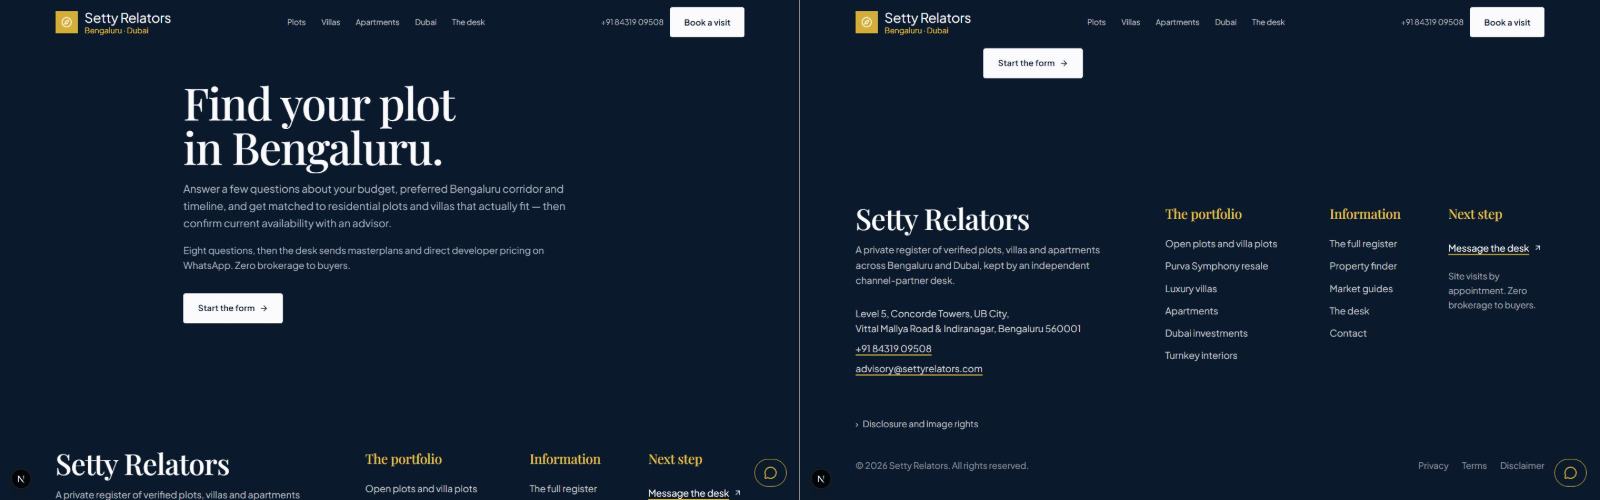 Setty Relators
Bengaluru · Dubai
Plots Villas Apartments Dubai The desk
+91 84319 09508
Book a visit
Find your plot
in Bengaluru.
Answer a few questions about your budget, preferred Bengaluru corridor and
timeline, and get matched to residential plots and villas that actually fit — then
confirm current availability with an advisor.
Eight questions, then the desk sends masterplans and direct developer pricing on
WhatsApp. Zero brokerage to buyers.
Start the form →
Setty Relators
A private register of verified plots, villas and apartments
The portfolio
Open plots and villa plots
Information
The full register
Next step
Message the desk ↗
N
Setty Relators
Bengaluru · Dubai
Plots Villas Apartments Dubai The desk
+91 84319 09508
Book a visit
Start the form →
Setty Relators
A private register of verified plots, villas and apartments
across Bengaluru and Dubai, kept by an independent
channel-partner desk.
Level 5, Concorde Towers, UB City,
Vittal Mallya Road & Indiranagar, Bengaluru 560001
+91 84319 09508
advisory@settyrelators.com
The portfolio
Open plots and villa plots
Purva Symphony resale
Luxury villas
Apartments
Dubai investments
Turnkey interiors
Information
The full register
Property finder
Market guides
The desk
Contact
Next step
Message the desk ↗
Site visits by
appointment. Zero
brokerage to buyers.
› Disclosure and image rights
© 2026 Setty Relators. All rights reserved.
Privacy Terms Disclaimer
N